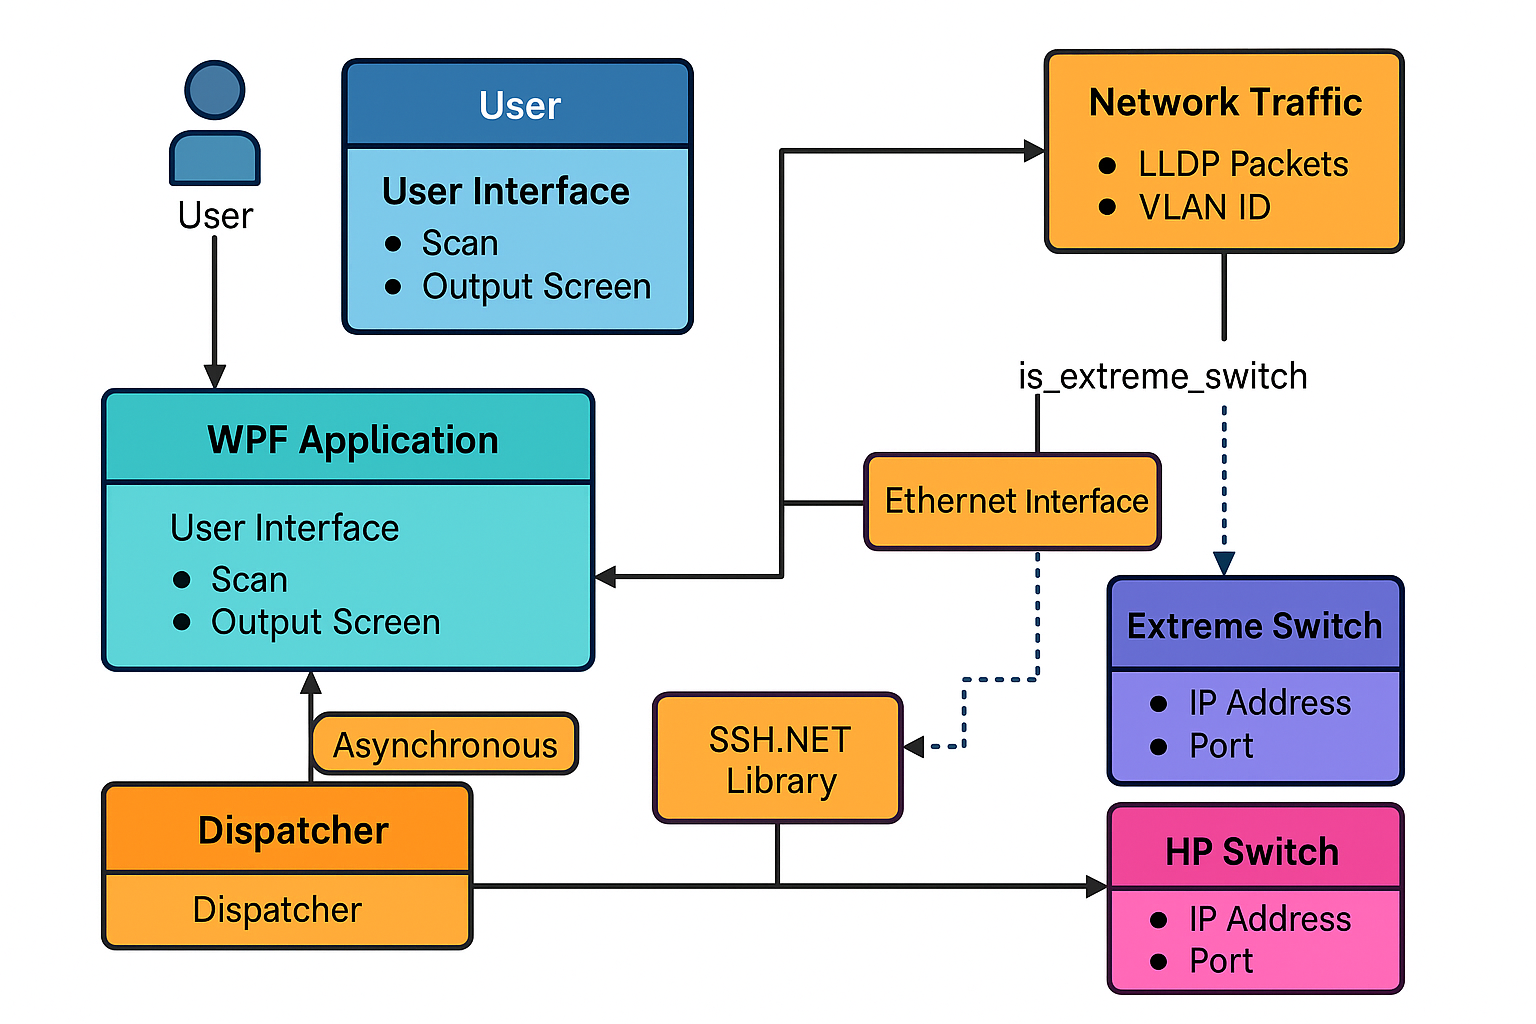 User
User
User Interface
● Scan
● Output Screen
Network Traffic
● LLDP Packets
● VLAN ID
is_extreme_switch
WPF Application
User Interface
● Scan
● Output Screen
Ethernet Interface
Extreme Switch
● IP Address
● Port
Asynchronous
SSH.NET
Library
Dispatcher
Dispatcher
HP Switch
● IP Address
● Port